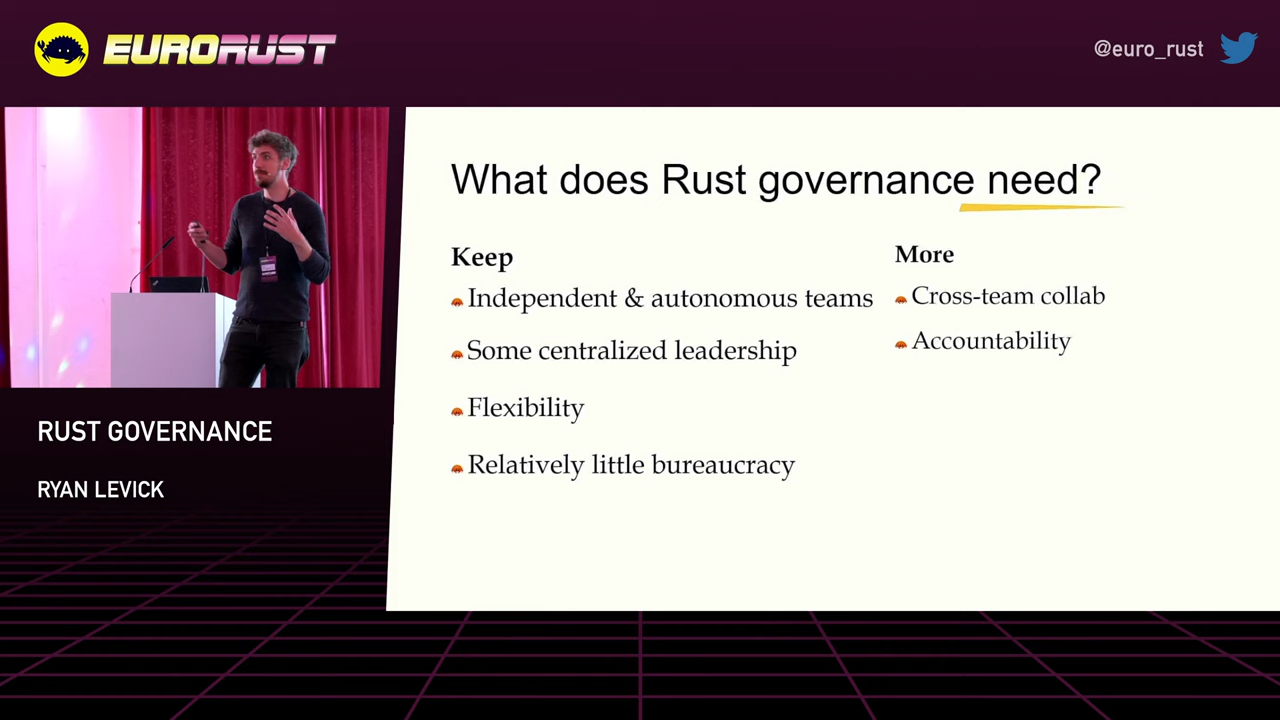 EURORUST
@euro_rust
What does Rust governance need?
Keep
Independent & autonomous teams
Some centralized leadership
Flexibility
Relatively little bureaucracy
More
Cross-team collab
Accountability
RUST GOVERNANCE
RYAN LEVICK